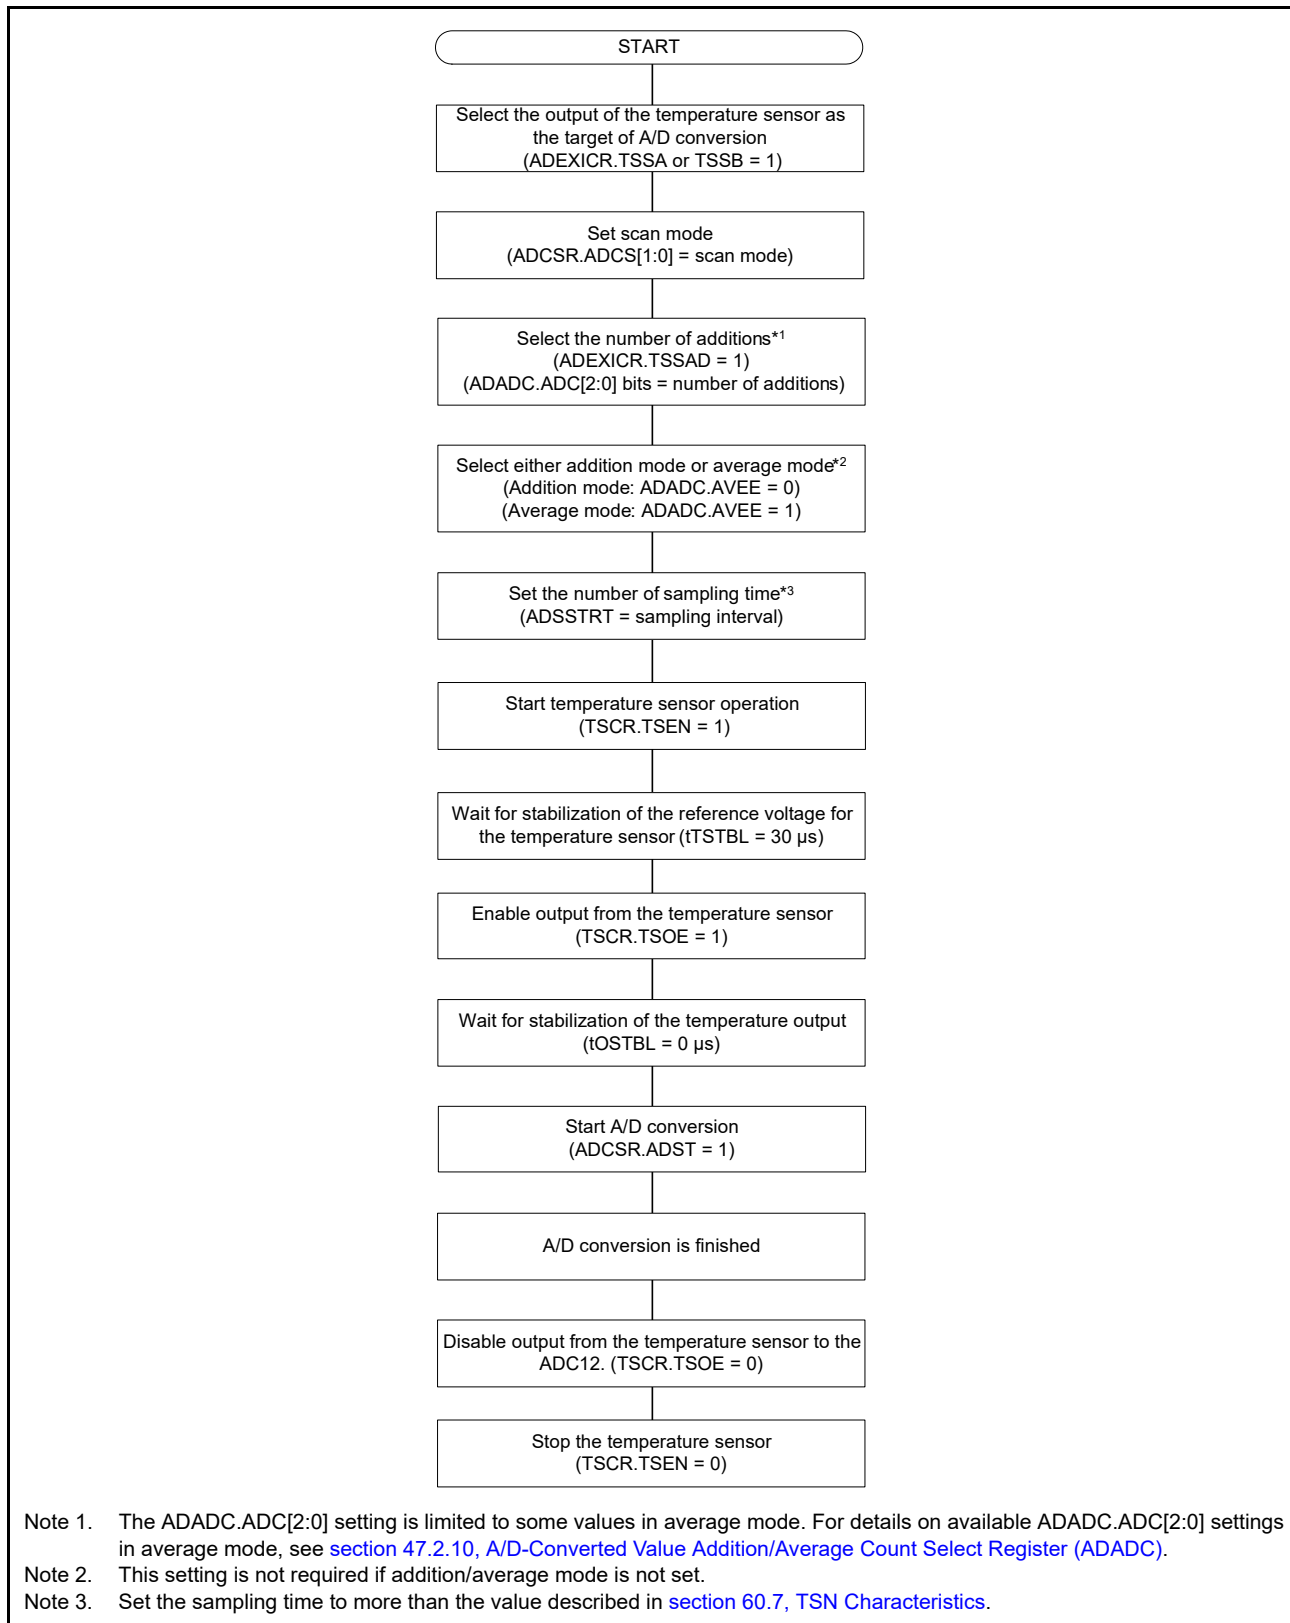 START
Select the output of the temperature sensor as
the target of A/D conversion
(ADEXICR.TSSA or TSSB = 1)
Set scan mode
(ADCSR.ADCS[1:0] = scan mode)
Select the number of additions*1
(ADEXICR.TSSAD = 1)
(ADADC.ADC[2:0] bits = number of additions)
Select either addition mode or average mode*2
(Addition mode: ADADC.AVEE = 0)
(Average mode: ADADC.AVEE = 1)
Set the number of sampling time*3
(ADSSTRT = sampling interval)
Start temperature sensor operation
(TSCR.TSEN = 1)
Wait for stabilization of the reference voltage for
the temperature sensor (tTSTBL = 30 µs)
Enable output from the temperature sensor
(TSCR.TSOE = 1)
Wait for stabilization of the temperature output
(tOSTBL = 0 µs)
Start A/D conversion
(ADCSR.ADST = 1)
A/D conversion is finished
Disable output from the temperature sensor to the
ADC12. (TSCR.TSOE = 0)
Stop the temperature sensor
(TSCR.TSEN = 0)
Note 1. The ADADC.ADC[2:0] setting is limited to some values in average mode. For details on available ADADC.ADC[2:0] settings
in average mode, see section 47.2.10, A/D-Converted Value Addition/Average Count Select Register (ADADC).
Note 2. This setting is not required if addition/average mode is not set.
Note 3. Set the sampling time to more than the value described in section 60.7, TSN Characteristics.